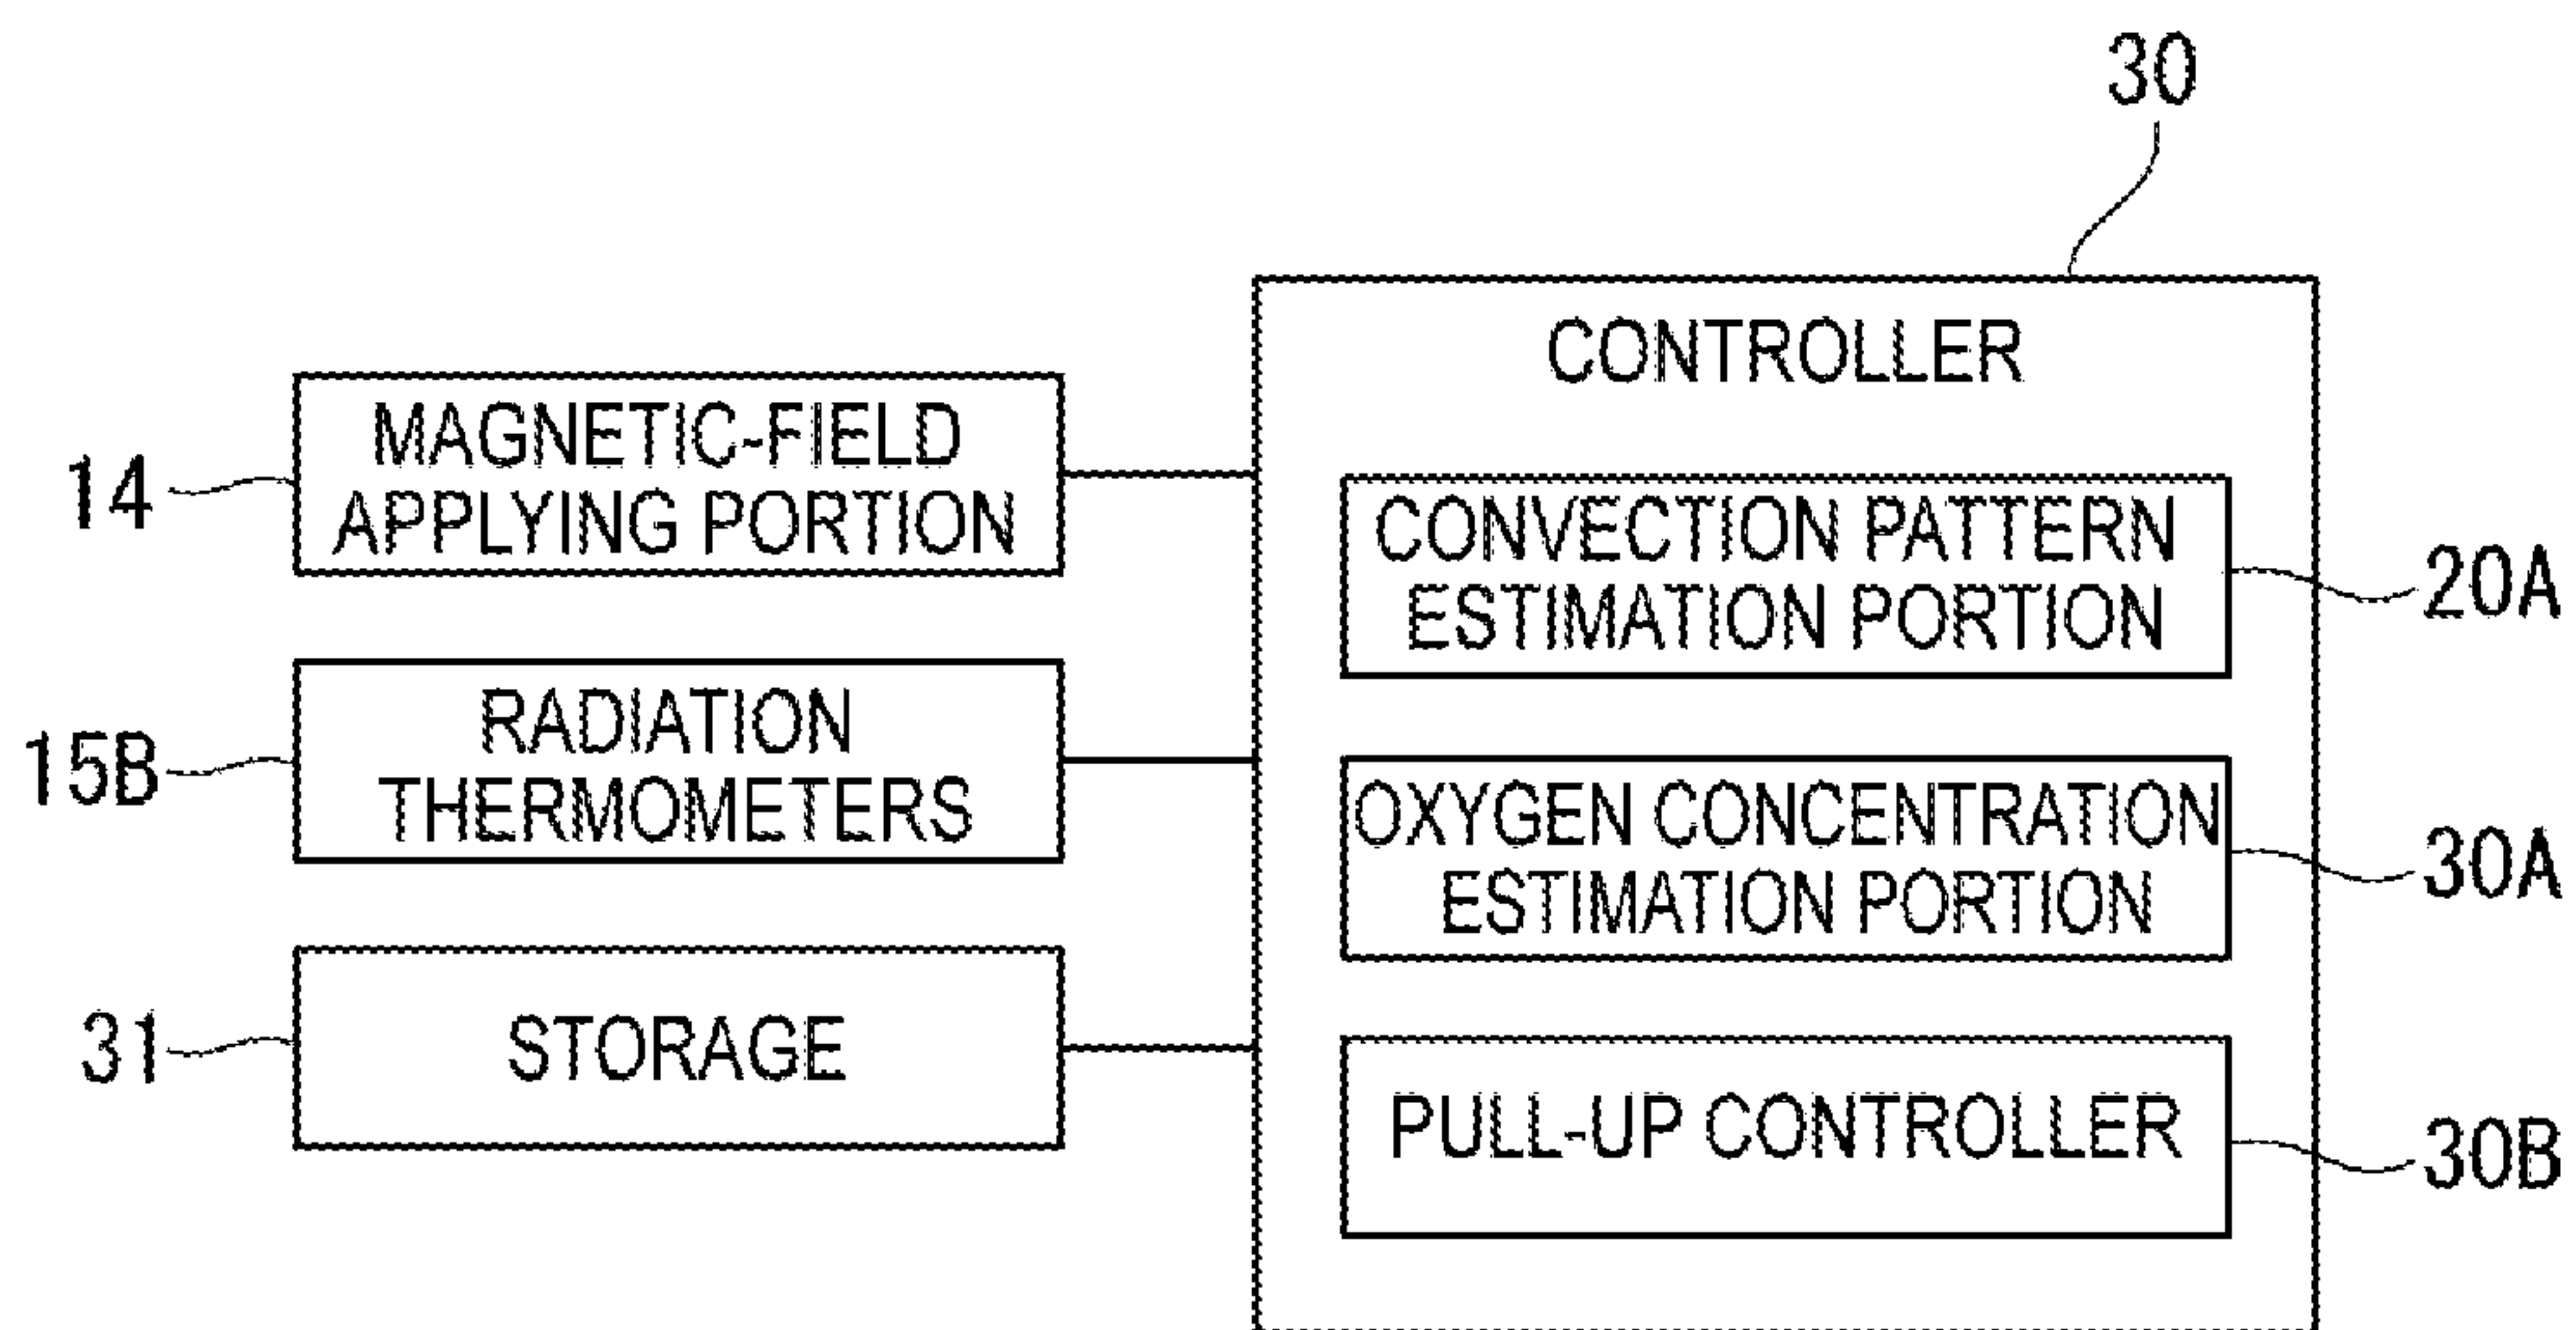 30
CONTROLLER
14
MAGNETIC-FIELD
APPLYING PORTION
CONVECTION PATTERN
ESTIMATION PORTION
20A
15B
RADIATION
THERMOMETERS
OXYGEN CONCENTRATION
ESTIMATION PORTION
30A
31
STORAGE
PULL-UP CONTROLLER
30B